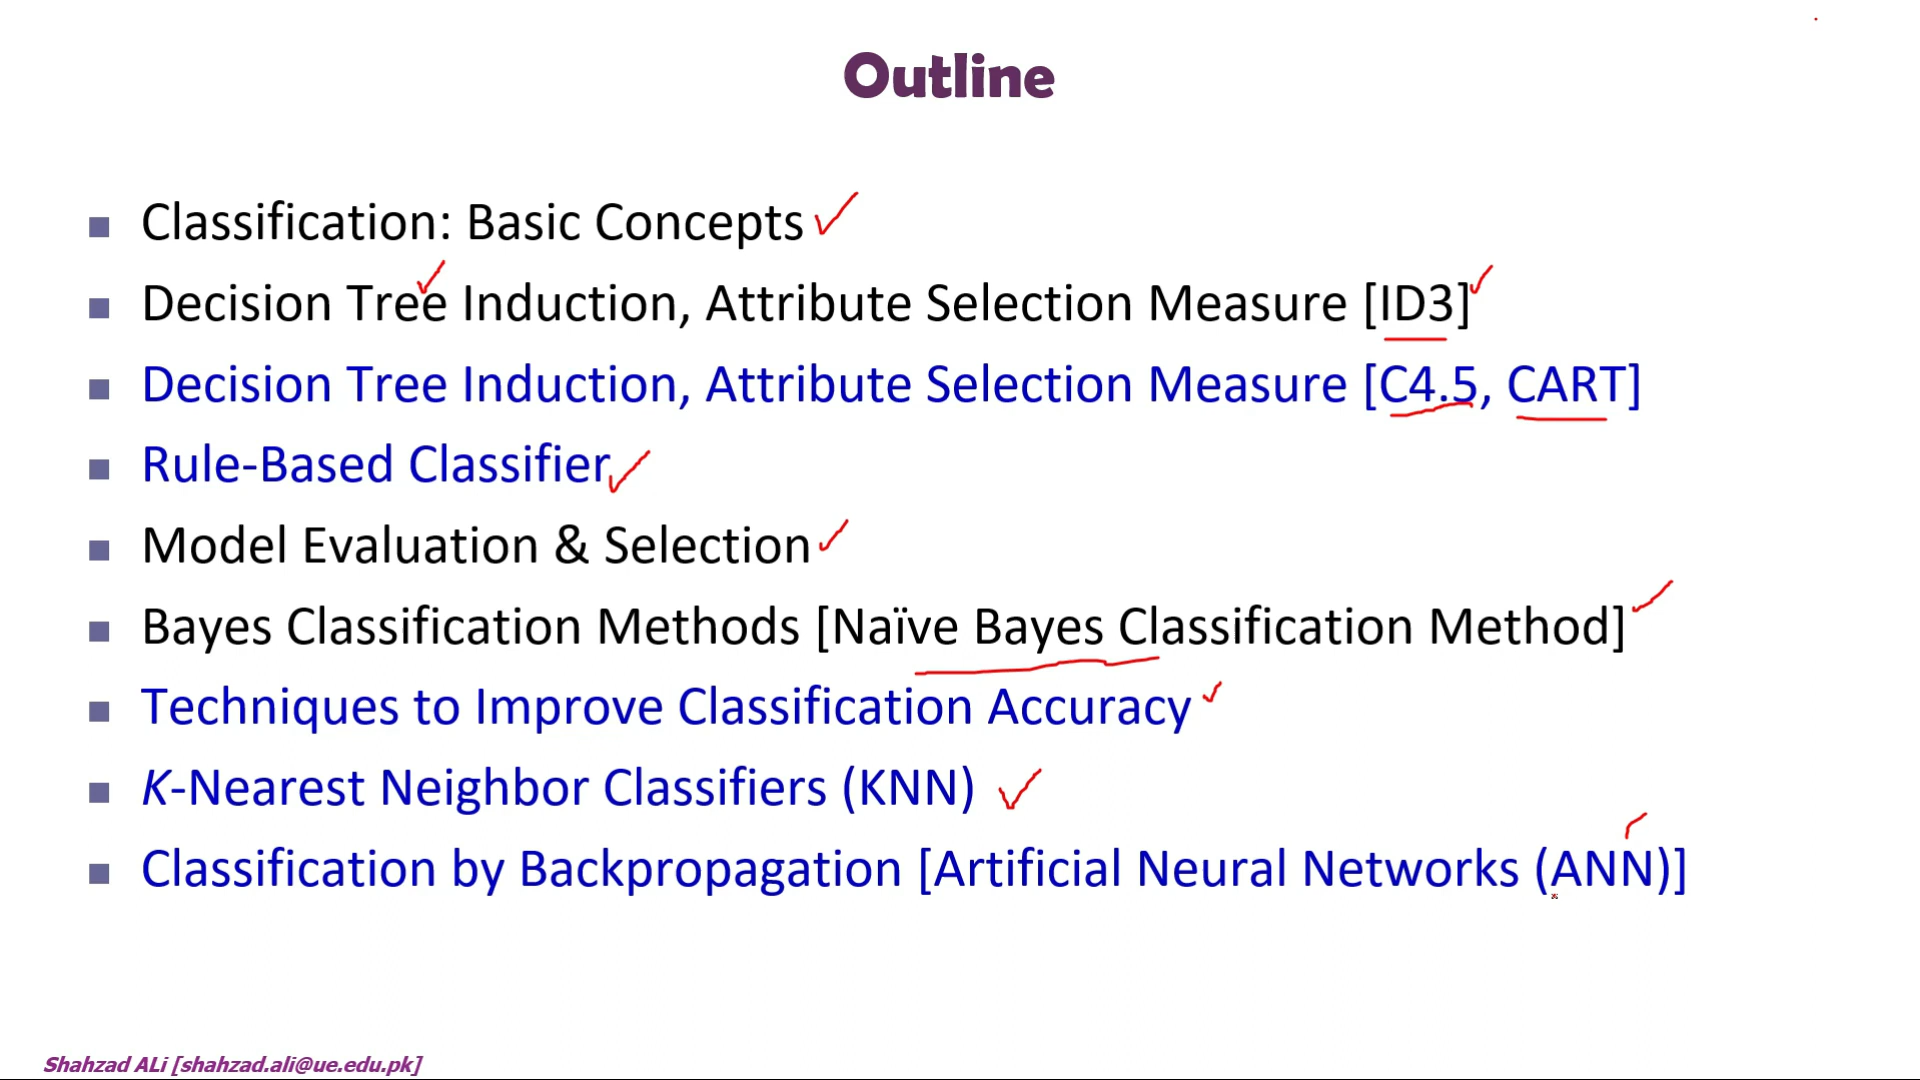 Outline
Classification: Basic Concepts
Decision Tree Induction, Attribute Selection Measure [ID3]
Decision Tree Induction, Attribute Selection Measure [C4.5, CART]
Rule-Based Classifier
Model Evaluation & Selection
Bayes Classification Methods [Naïve Bayes Classification Method]
Techniques to Improve Classification Accuracy
K-Nearest Neighbor Classifiers (KNN)
Classification by Backpropagation [Artificial Neural Networks (ANN)]
Shahzad ALi [shahzad.ali@ue.edu.pk]